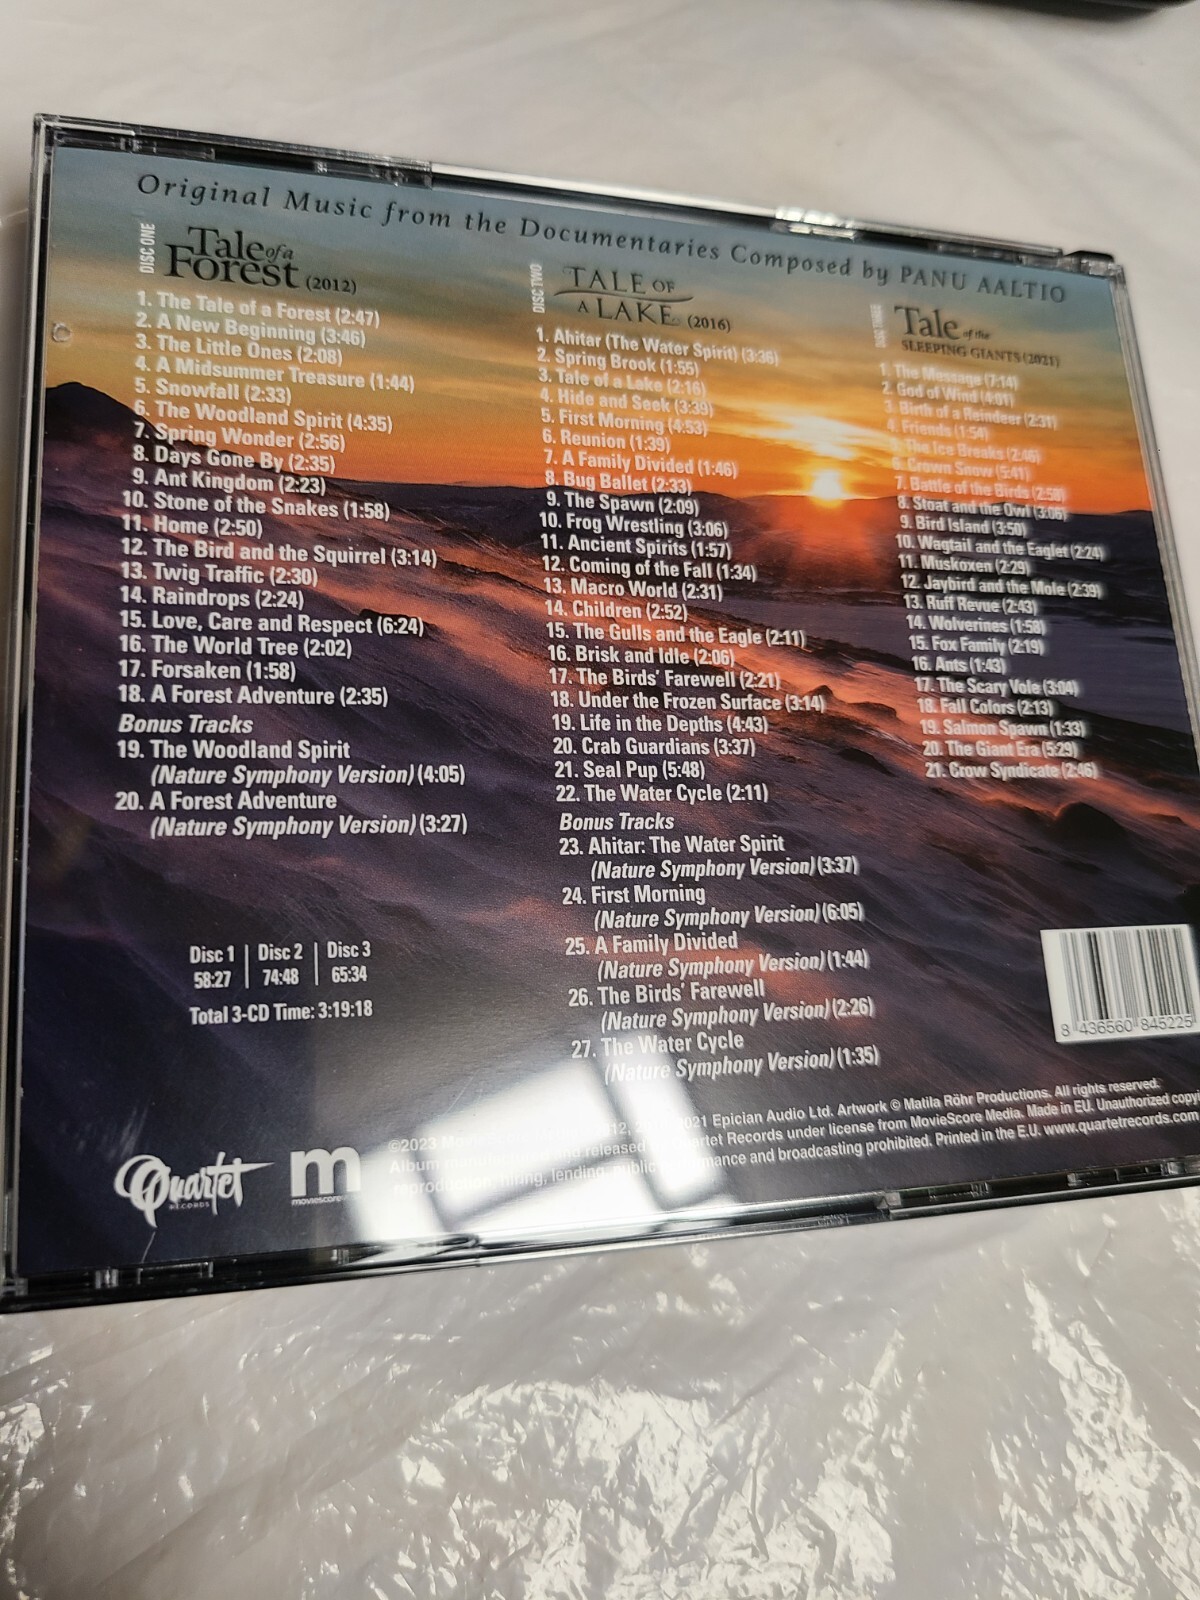 Original Music from the Documentaries Composed by PANU AALTIO
DISC ONE
Tale of a
Forest (2012)
1. The Tale of a Forest (2:47)
2. A New Beginning (3:46)
3. The Little Ones (2:08)
4. A Midsummer Treasure (1:44)
5. Snowfall (2:33)
6. The Woodland Spirit (4:35)
7. Spring Wonder (2:56)
8. Days Gone By (2:35)
9. Ant Kingdom (2:23)
10. Stone of the Snakes (1:58)
11. Home (2:50)
12. The Bird and the Squirrel (3:14)
13. Twig Traffic (2:30)
14. Raindrops (2:24)
15. Love, Care and Respect (6:24)
16. The World Tree (2:02)
17. Forsaken (1:58)
18. A Forest Adventure (2:35)
Bonus Tracks
19. The Woodland Spirit
(Nature Symphony Version) (4:05)
20. A Forest Adventure
(Nature Symphony Version) (3:27)
DISC TWO
TALE OF
A LAKE (2016)
1. Ahitar (The Water Spirit) (3:36)
2. Spring Brook (1:55)
3. Tale of a Lake (2:16)
4. Hide and Seek (3:39)
5. First Morning (4:53)
6. Reunion (1:39)
7. A Family Divided (1:46)
8. Bug Ballet (2:33)
9. The Spawn (2:09)
10. Frog Wrestling (3:06)
11. Ancient Spirits (1:57)
12. Coming of the Fall (1:34)
13. Macro World (2:31)
14. Children (2:52)
15. The Gulls and the Eagle (2:11)
16. Brisk and Idle (2:06)
17. The Birds' Farewell (2:21)
18. Under the Frozen Surface (3:14)
19. Life in the Depths (4:43)
20. Crab Guardians (3:37)
21. Seal Pup (5:48)
22. The Water Cycle (2:11)
Bonus Tracks
23. Ahitar: The Water Spirit
(Nature Symphony Version) (3:37)
24. First Morning
(Nature Symphony Version) (6:05)
25. A Family Divided
(Nature Symphony Version) (1:44)
26. The Birds' Farewell
(Nature Symphony Version) (2:26)
27. The Water Cycle
(Nature Symphony Version) (1:35)
DISC THREE
Tale of the
SLEEPING GIANTS (2021)
1. The Message (7:14)
2. God of Wind (4:01)
3. Birth of a Reindeer (2:31)
4. Friends (1:54)
5. The Ice Breaks (2:46)
6. Crown Snow (5:41)
7. Battle of the Birds (2:58)
8. Stoat and the Owl (3:06)
9. Bird Island (3:50)
10. Wagtail and the Eaglet (2:24)
11. Muskoxen (2:29)
12. Jaybird and the Mole (2:39)
13. Ruff Revue (2:43)
14. Wolverines (1:58)
15. Fox Family (2:19)
16. Ants (1:43)
17. The Scary Vole (3:04)
18. Fall Colors (2:13)
19. Salmon Spawn (1:33)
20. The Giant Era (5:29)
21. Crow Syndicate (2:46)
Disc 1 Disc 2 Disc 3
58:27 74:48 65:34
Total 3-CD Time: 3:19:18
8 436560 845225
Quartet
RECORDS
m
moviescore
©2023 2021 Epician Audio Ltd. Artwork © Matila Röhr Productions. All rights reserved.
Album and released Quartet Records under license from MovieScore Media. Made in EU. Unauthorized
hiring, lending, public performance and broadcasting prohibited. Printed in the E.U. www.quartetrecords.com